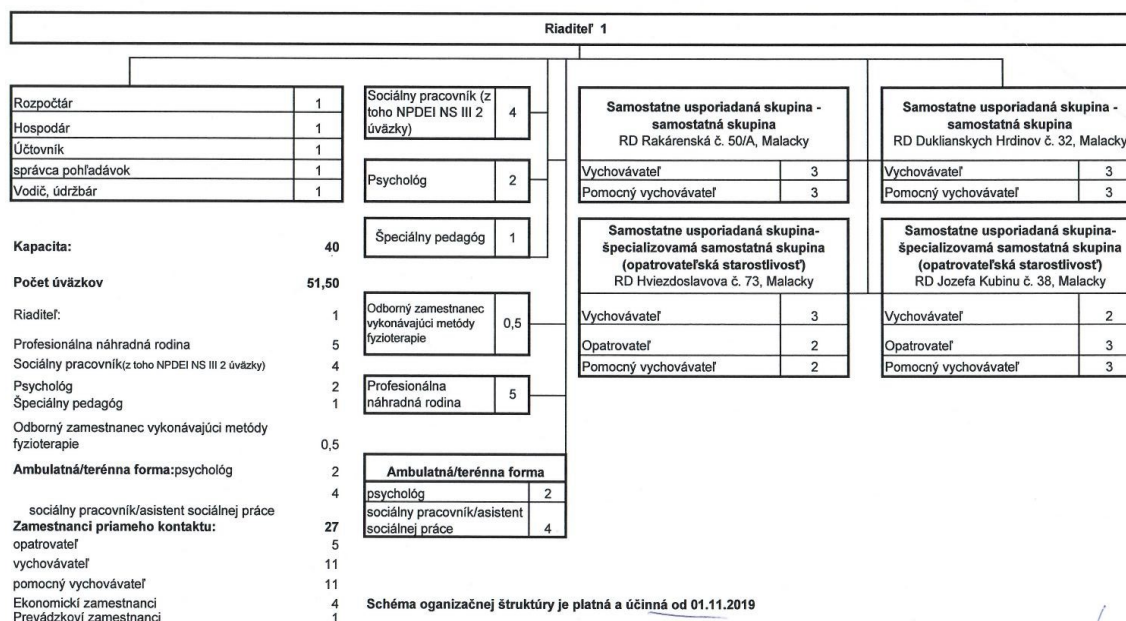 Riaditeľ 1
Rozpočtár 1
Hospodár 1
Účtovník 1
správca pohľadávok 1
Vodič, údržbár 1
Kapacita: 40
Počet úväzkov 51,50
Riaditeľ: 1
Profesionálna náhradná rodina 5
Sociálny pracovník(z toho NPDEI NS III 2 úväzky) 4
Psychológ 2
Špeciálny pedagóg 1
Odborný zamestnanec vykonávajúci metódy
fyzioterapie 0,5
Ambulatná/terénna forma:psychológ 2
4
sociálny pracovník/asistent sociálnej práce
Zamestnanci priameho kontaktu: 27
opatrovateľ 5
vychovávateľ 11
pomocný vychovávateľ 11
Ekonomickí zamestnanci 4
Prevádzkoví zamestnanci 1
Sociálny pracovník (z
toho NPDEI NS III 2 4
úväzky)
Psychológ 2
Špeciálny pedagóg 1
Odborný zamestnanec
vykonávajúci metódy 0,5
fyzioterapie
Profesionálna
náhradná rodina 5
Ambulatná/terénna forma
psychológ 2
sociálny pracovník/asistent
sociálnej práce 4
Samostatne usporiadaná skupina -
samostatná skupina
RD Rakárenská č. 50/A, Malacky
Vychovávateľ 3
Pomocný vychovávateľ 3
Samostatne usporiadaná skupina -
samostatná skupina
RD Duklianskych Hrdinov č. 32, Malacky
Vychovávateľ 3
Pomocný vychovávateľ 3
Samostatne usporiadaná skupina-
špecializovamá samostatná skupina
(opatrovateľská starostlivosť)
RD Hviezdoslavova č. 73, Malacky
Vychovávateľ 3
Opatrovateľ 2
Pomocný vychovávateľ 2
Samostatne usporiadaná skupina-
špecializovamá samostatná skupina
(opatrovateľská starostlivosť)
RD Jozefa Kubinu č. 38, Malacky
Vychovávateľ 2
Opatrovateľ 3
Pomocný vychovávateľ 3
Schéma oganizačnej štruktúry je platná a účinná od 01.11.2019